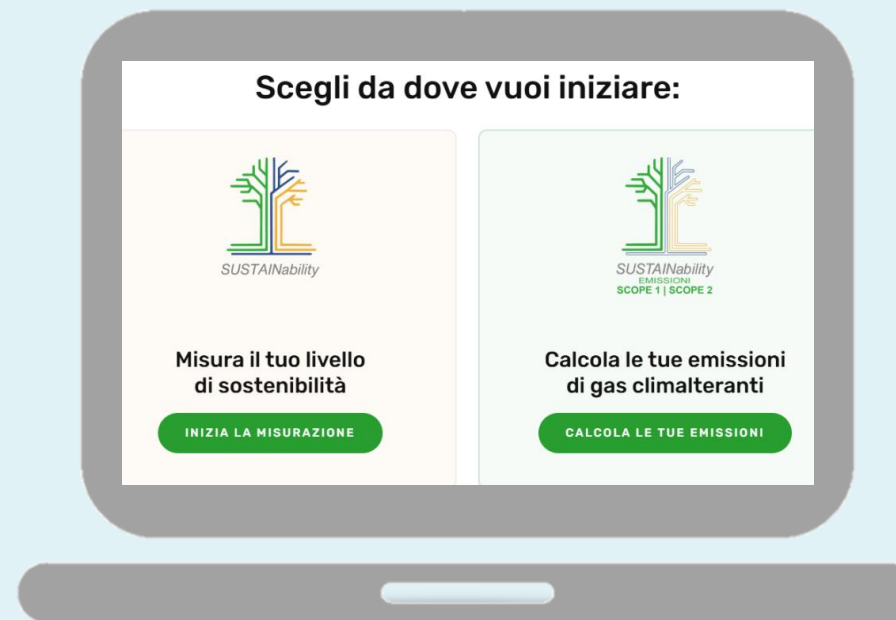 Scegli da dove vuoi iniziare:
SUSTAINability
Misura il tuo livello
di sostenibilità
INIZIA LA MISURAZIONE
SUSTAINability
EMISSIONI
SCOPE 1 | SCOPE 2
Calcola le tue emissioni
di gas climalteranti
CALCOLA LE TUE EMISSIONI